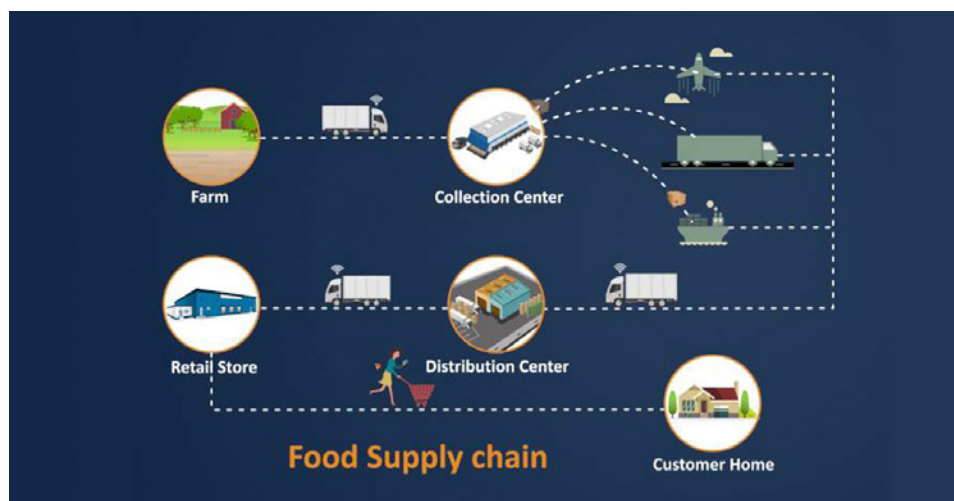 Farm
Collection Center
Retail Store
Distribution Center
Food Supply chain
Customer Home